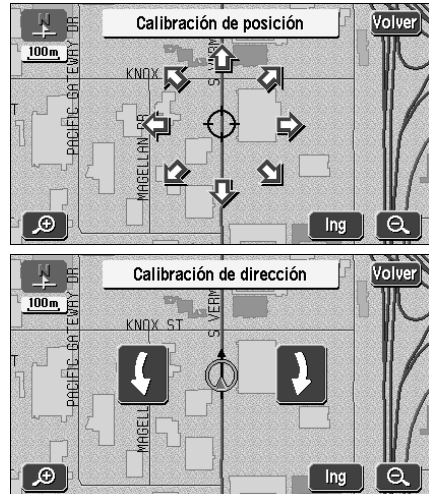 N
Calibración de posición
Volver
100m
KNOX
S VERM
PACIFIC GATEWAY DR
MAGELLAN DR
T
Ing
N
Calibración de dirección
Volver
100m
KNOX ST
S VERM
PACIFIC GATEWAY DR
MAGELL
T
Ing